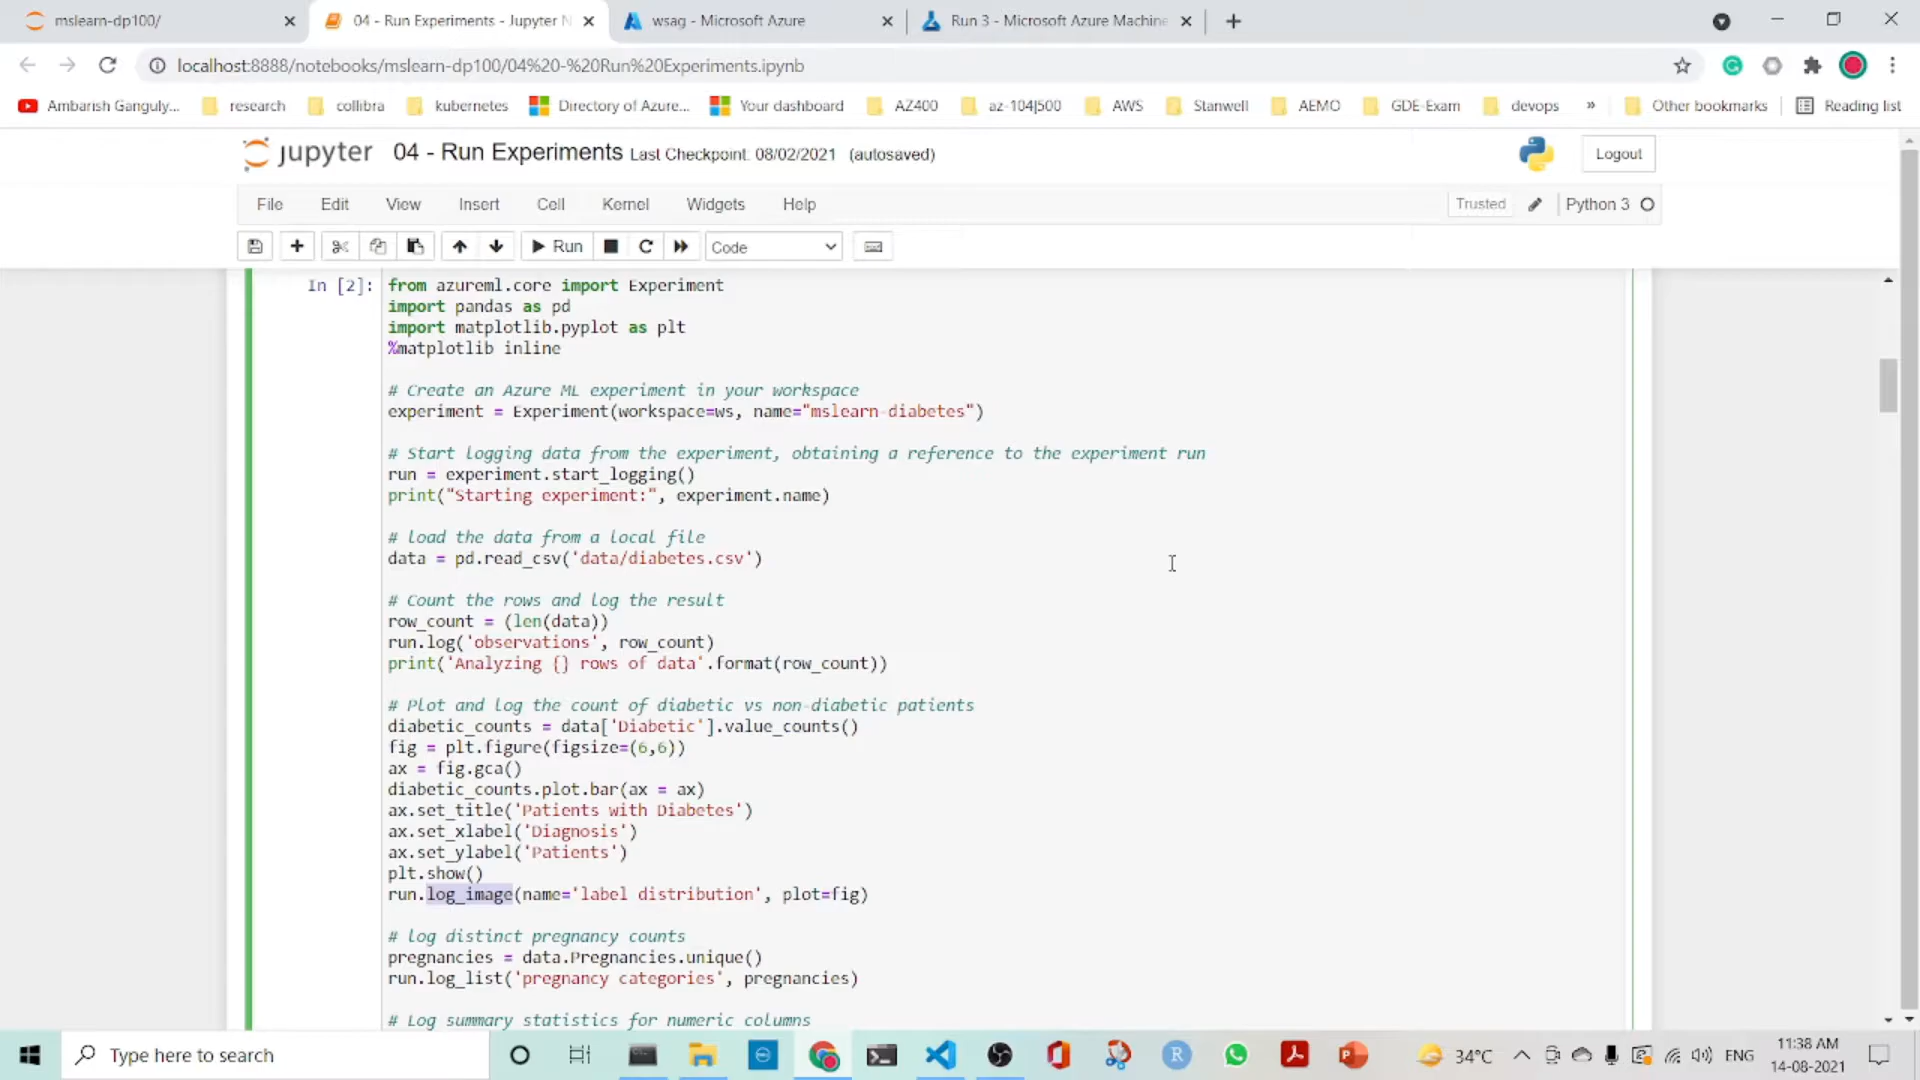 mslearn-dp100/
04 - Run Experiments - Jupyter N
wsag - Microsoft Azure
Run 3 - Microsoft Azure Machine
localhost:8888/notebooks/mslearn-dp100/04%20-%20Run%20Experiments.ipynb
Ambarish Ganguly... research collibra kubernetes Directory of Azure... Your dashboard AZ400 az-104|500 AWS Stanwell AEMO GDE-Exam devops » Other bookmarks Reading list
jupyter 04 - Run Experiments Last Checkpoint: 08/02/2021 (autosaved)
Logout
File Edit View Insert Cell Kernel Widgets Help
Trusted Python 3
Run Code
In [2]: from azureml.core import Experiment
import pandas as pd
import matplotlib.pyplot as plt
%matplotlib inline
# Create an Azure ML experiment in your workspace
experiment = Experiment(workspace=ws, name="mslearn-diabetes")
# Start logging data from the experiment, obtaining a reference to the experiment run
run = experiment.start_logging()
print("Starting experiment:", experiment.name)
# load the data from a local file
data = pd.read_csv('data/diabetes.csv')
# Count the rows and log the result
row_count = (len(data))
run.log('observations', row_count)
print('Analyzing {} rows of data'.format(row_count))
# Plot and log the count of diabetic vs non-diabetic patients
diabetic_counts = data['Diabetic'].value_counts()
fig = plt.figure(figsize=(6,6))
ax = fig.gca()
diabetic_counts.plot.bar(ax = ax)
ax.set_title('Patients with Diabetes')
ax.set_xlabel('Diagnosis')
ax.set_ylabel('Patients')
plt.show()
run.log_image(name='label distribution', plot=fig)
# log distinct pregnancy counts
pregnancies = data.Pregnancies.unique()
run.log_list('pregnancy categories', pregnancies)
# Log summary statistics for numeric columns
Type here to search
34°C
ENG
11:38 AM
14-08-2021